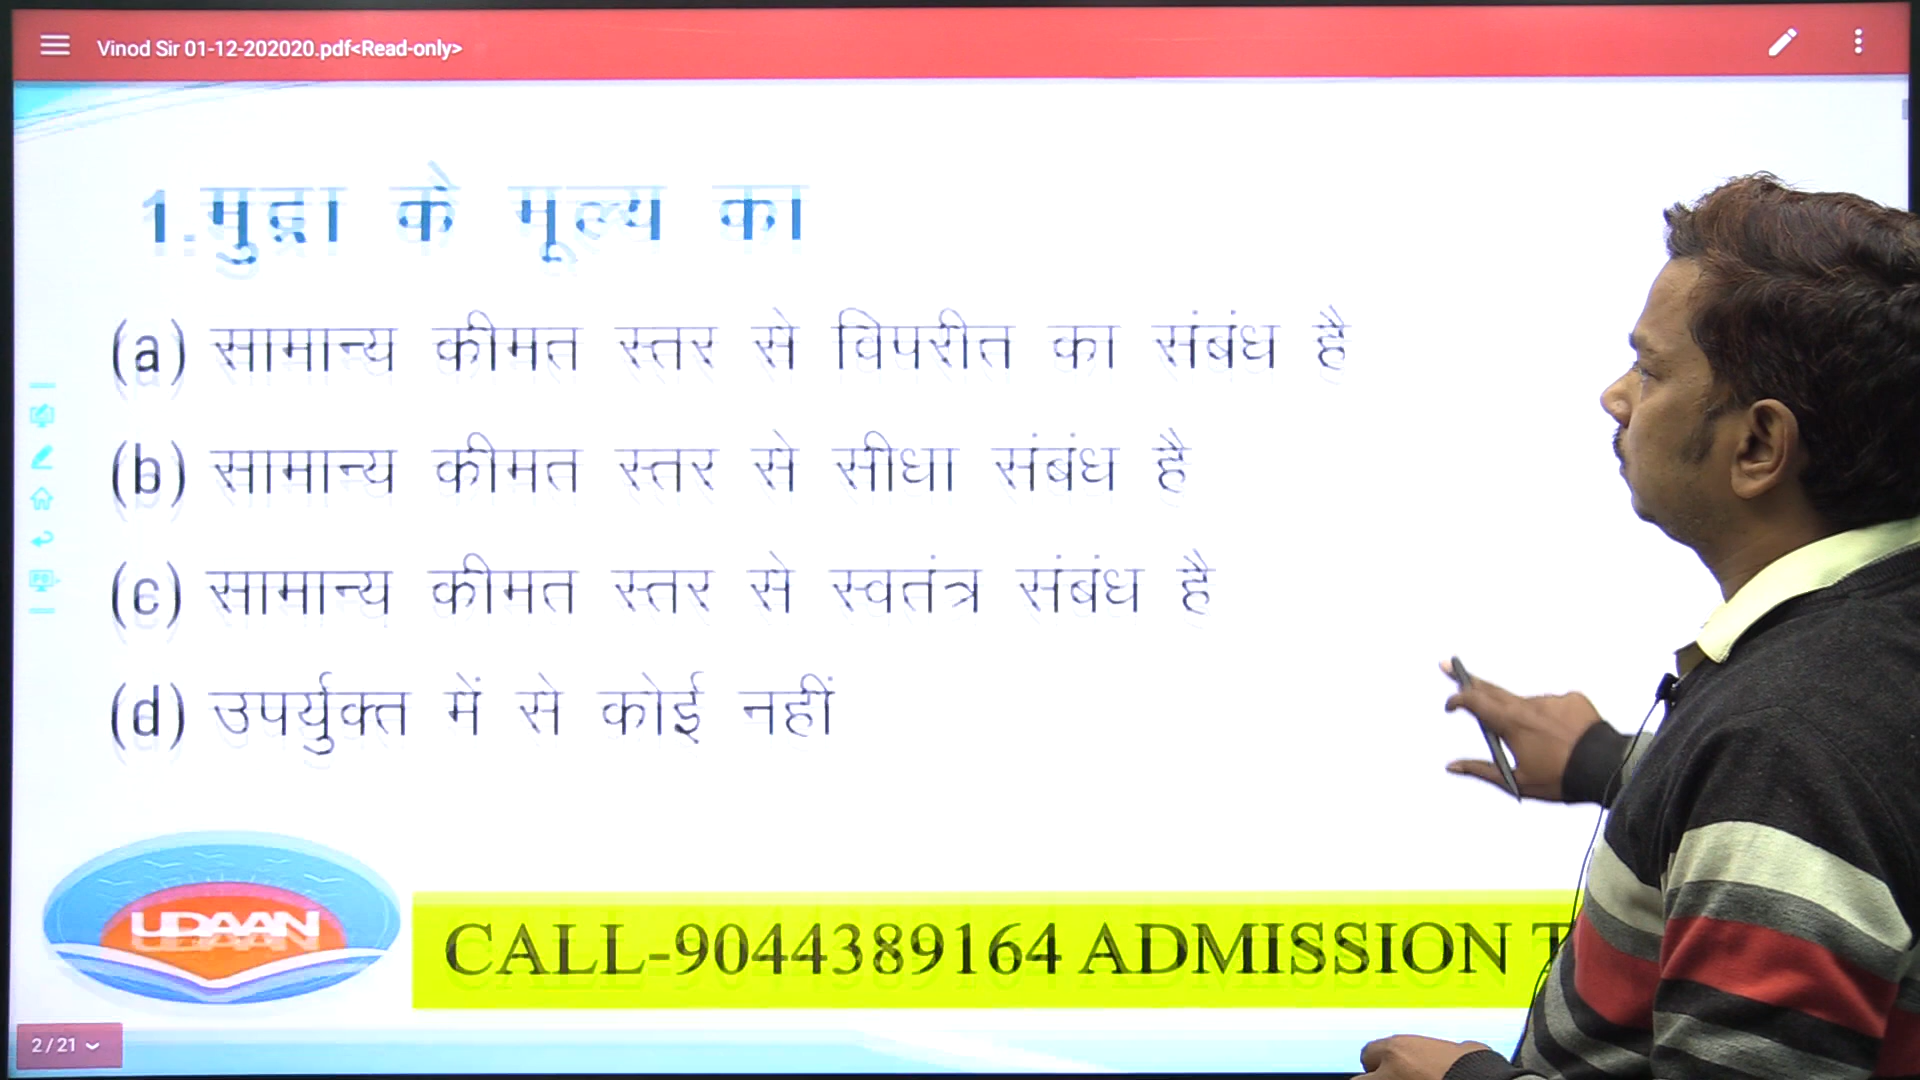 Vinod Sir 01-12-202020.pdf<Read-only>
1.मुद्रा के मूल्य का
(a) सामान्य कीमत स्तर से विपरीत का संबंध है
(b) सामान्य कीमत स्तर से सीधा संबंध है
(c) सामान्य कीमत स्तर से स्वतंत्र संबंध है
(d) उपर्युक्त में से कोई नहीं
UDAAN
CALL-9044389164 ADMISSION T
2 / 21